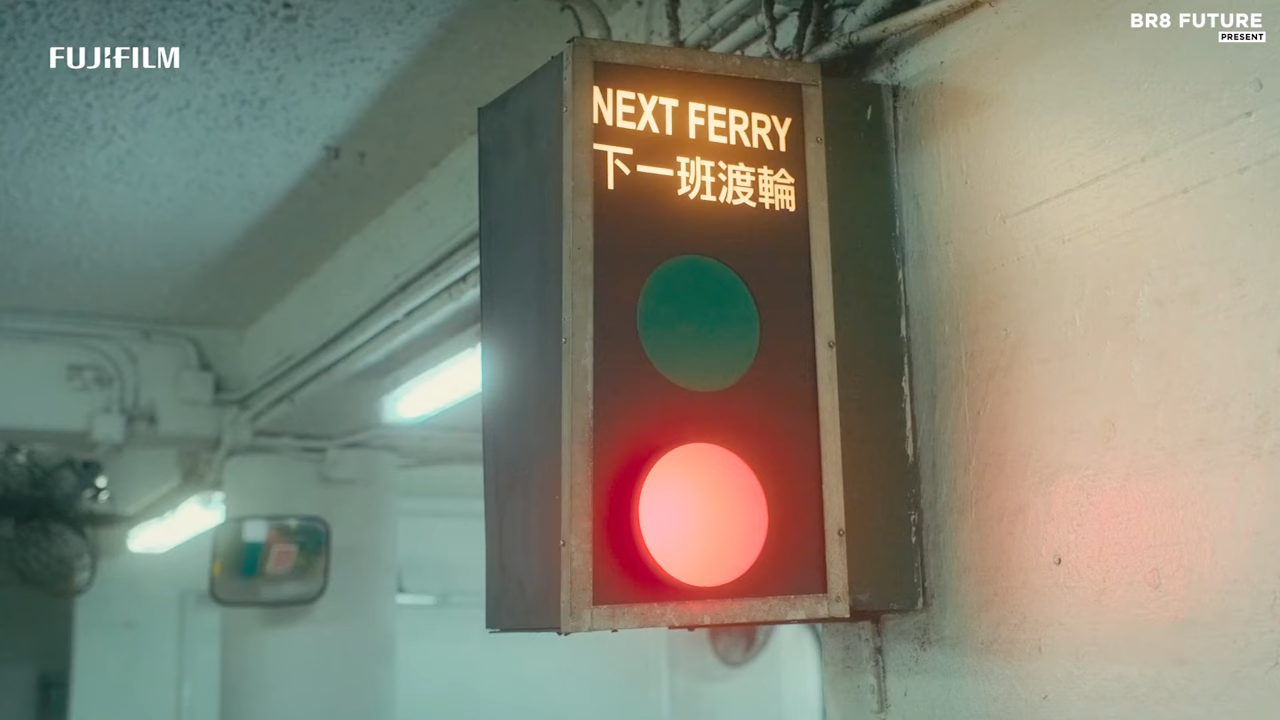 FUJIFILM
BR8 FUTURE
PRESENT
NEXT FERRY
下一班渡輪